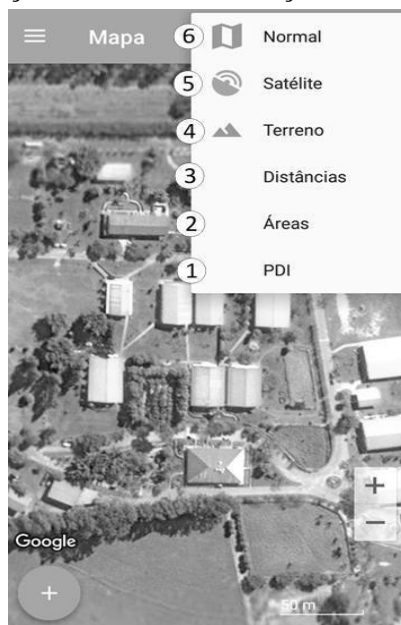 Mapa
6 Normal
5 Satélite
4 Terreno
3 Distâncias
2 Áreas
1 PDI
+
−
Google
+
50 m